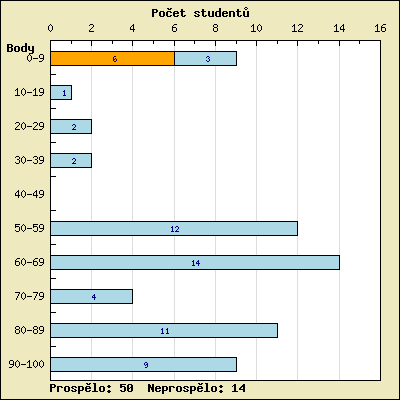 Počet studentů
0 2 4 6 8 10 12 14 16
Body
0-9 6 3
10-19 1
20-29 2
30-39 2
40-49
50-59 12
60-69 14
70-79 4
80-89 11
90-100 9
Prospělo: 50 Neprospělo: 14